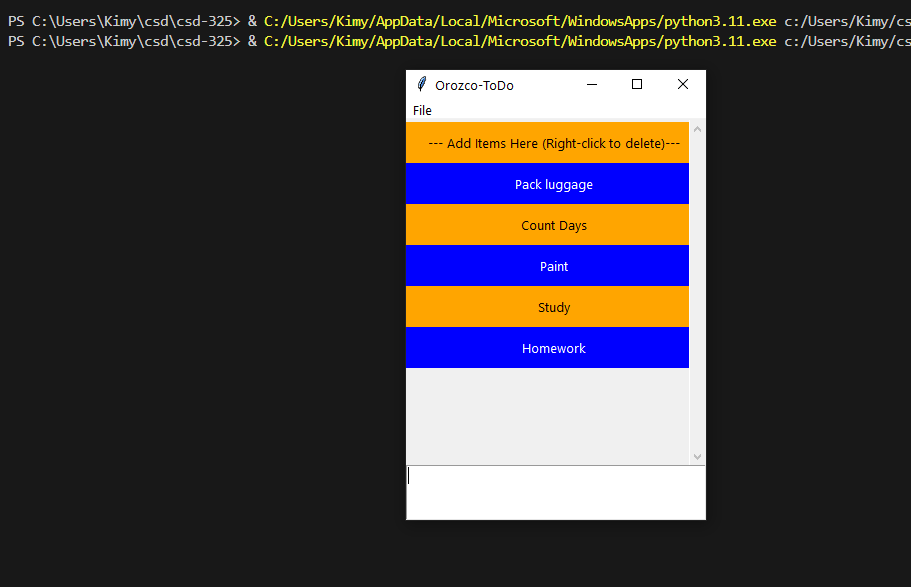 PS C:\Users\Kimy\csd\csd-325> & C:/Users/Kimy/AppData/Local/Microsoft/WindowsApps/python3.11.exe c:/Users/Kimy/cs
PS C:\Users\Kimy\csd\csd-325> & C:/Users/Kimy/AppData/Local/Microsoft/WindowsApps/python3.11.exe c:/Users/Kimy/cs
Orozco-ToDo
File
--- Add Items Here (Right-click to delete)---
Pack luggage
Count Days
Paint
Study
Homework